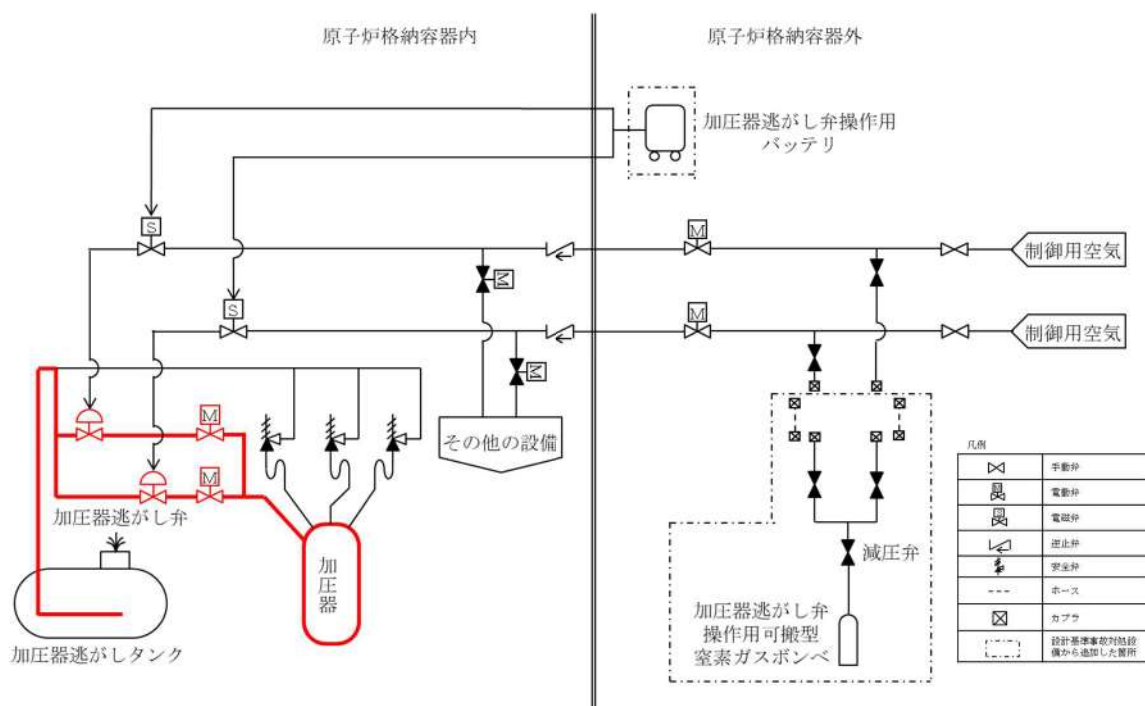 原子炉格納容器内
原子炉格納容器外
加圧器逃がし弁操作用
バッテリ
S
M
制御用空気
M
S
M
制御用空気
M
M
M
その他の設備
加圧器逃がし弁
加圧器
加圧器逃がしタンク
減圧弁
加圧器逃がし弁
操作用可搬型
窒素ガスボンベ
凡例
手動弁
電動弁
電磁弁
逆止弁
安全弁
ホース
カプラ
設計基準事故対処設
備から追加した箇所